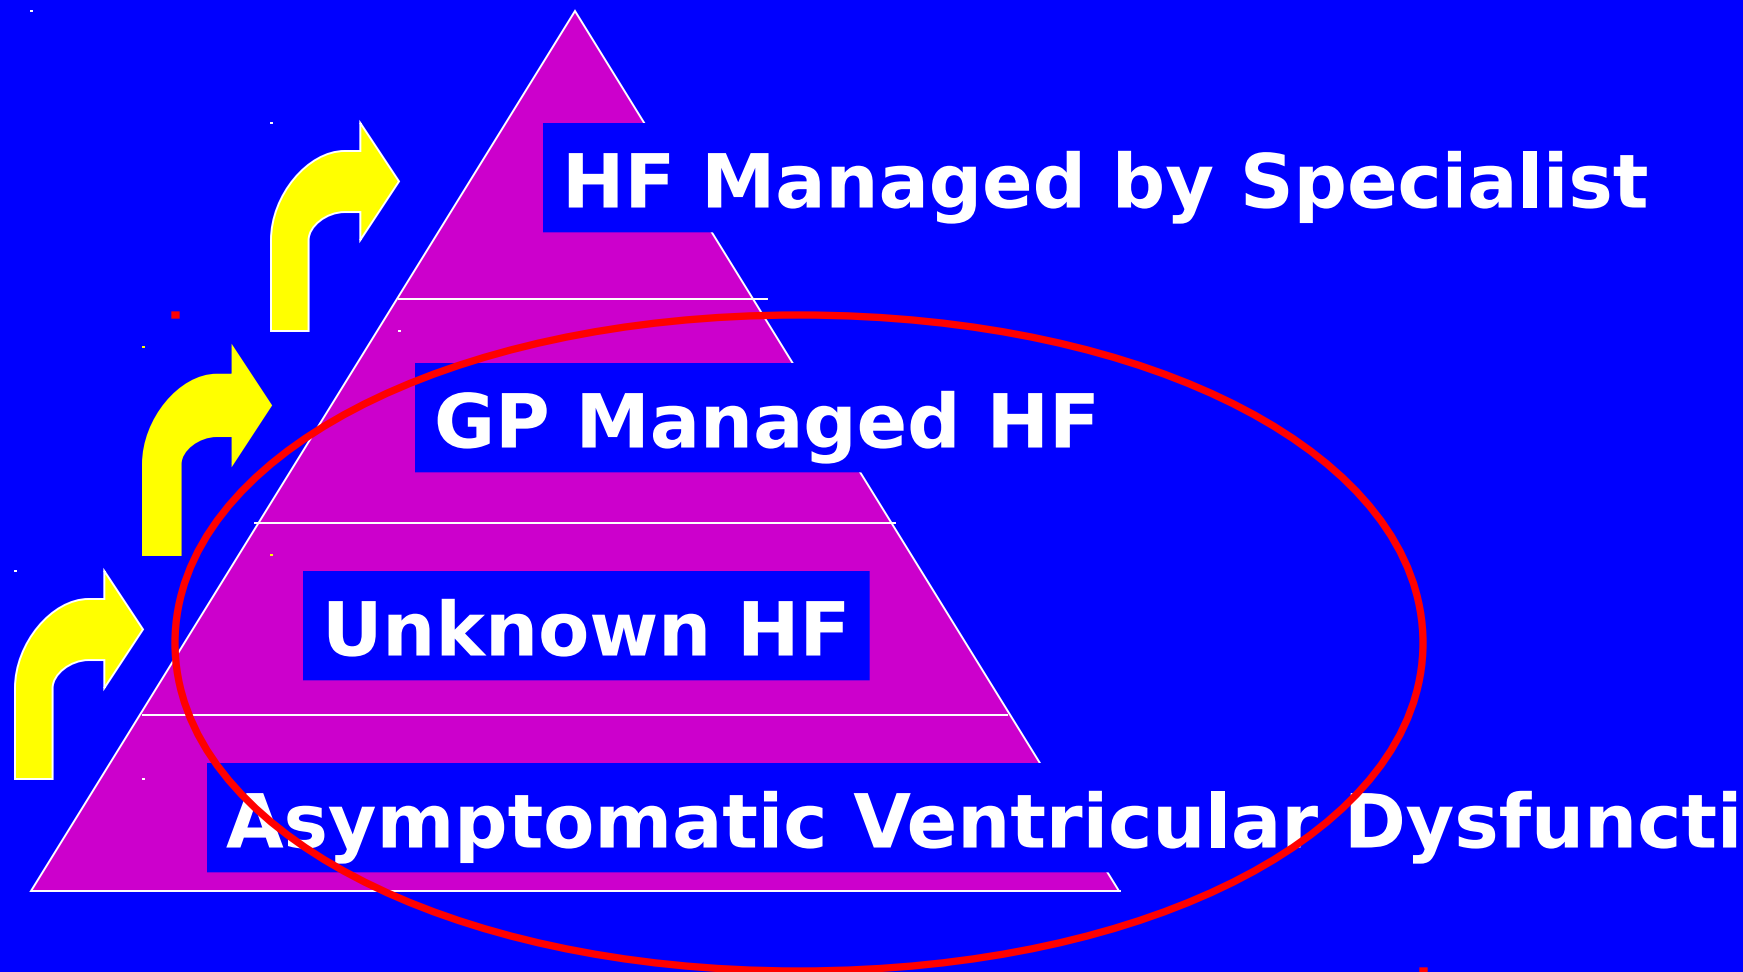 HF Managed by Specialist
GP Managed HF
Unknown HF
Asymptomatic Ventricular Dysfuncti